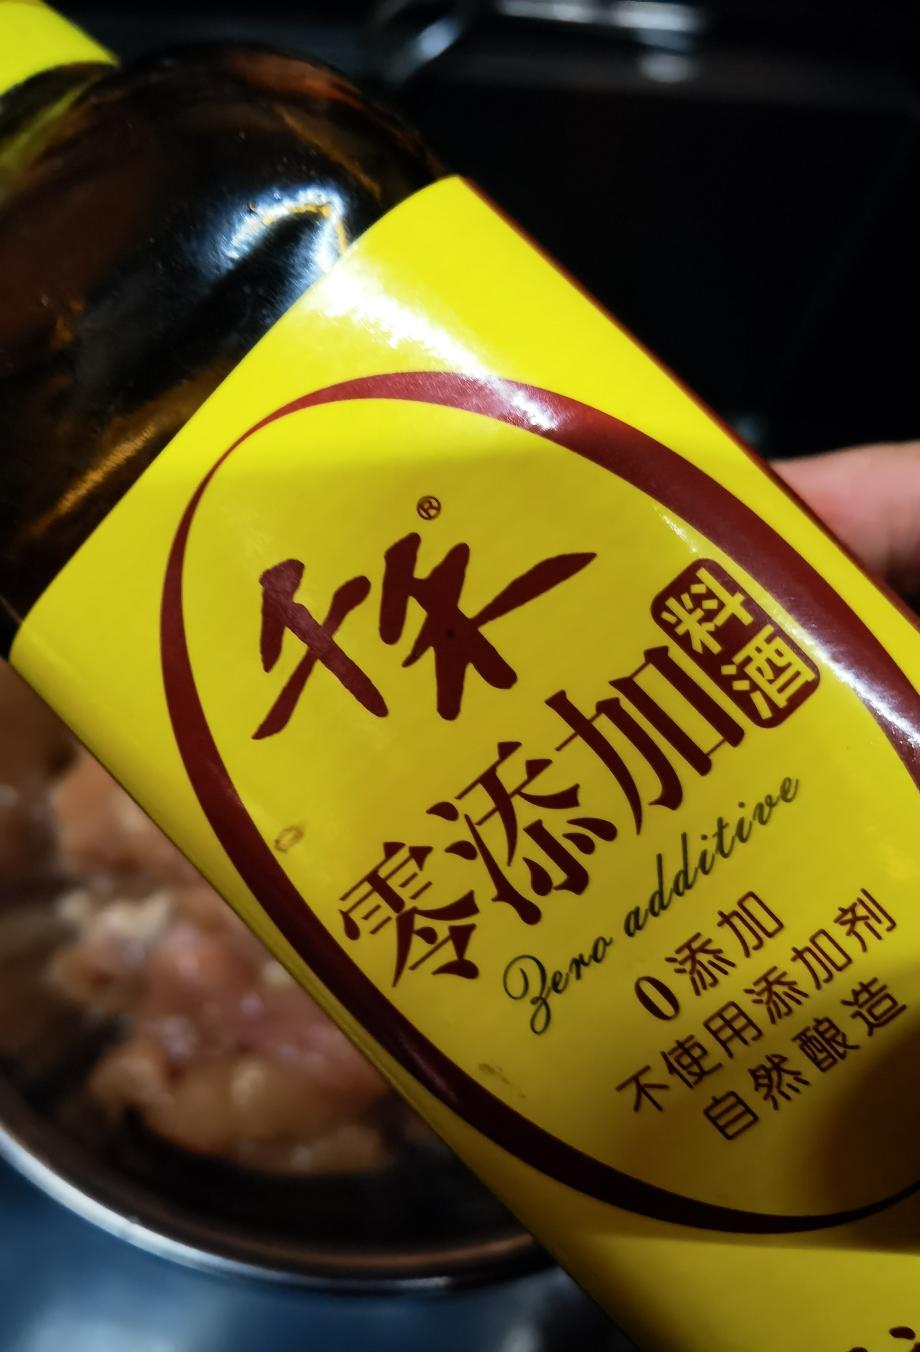 千禾®
料酒
零添加
Zero additive
0添加
不使用添加剂
自然酿造